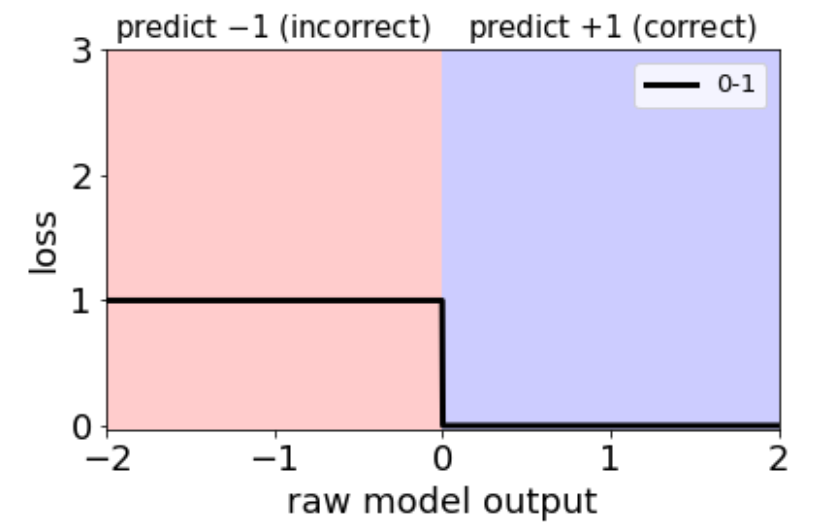 predict −1 (incorrect) predict +1 (correct)
3
0-1
2
loss
1
0
−2 −1 0 1 2
raw model output